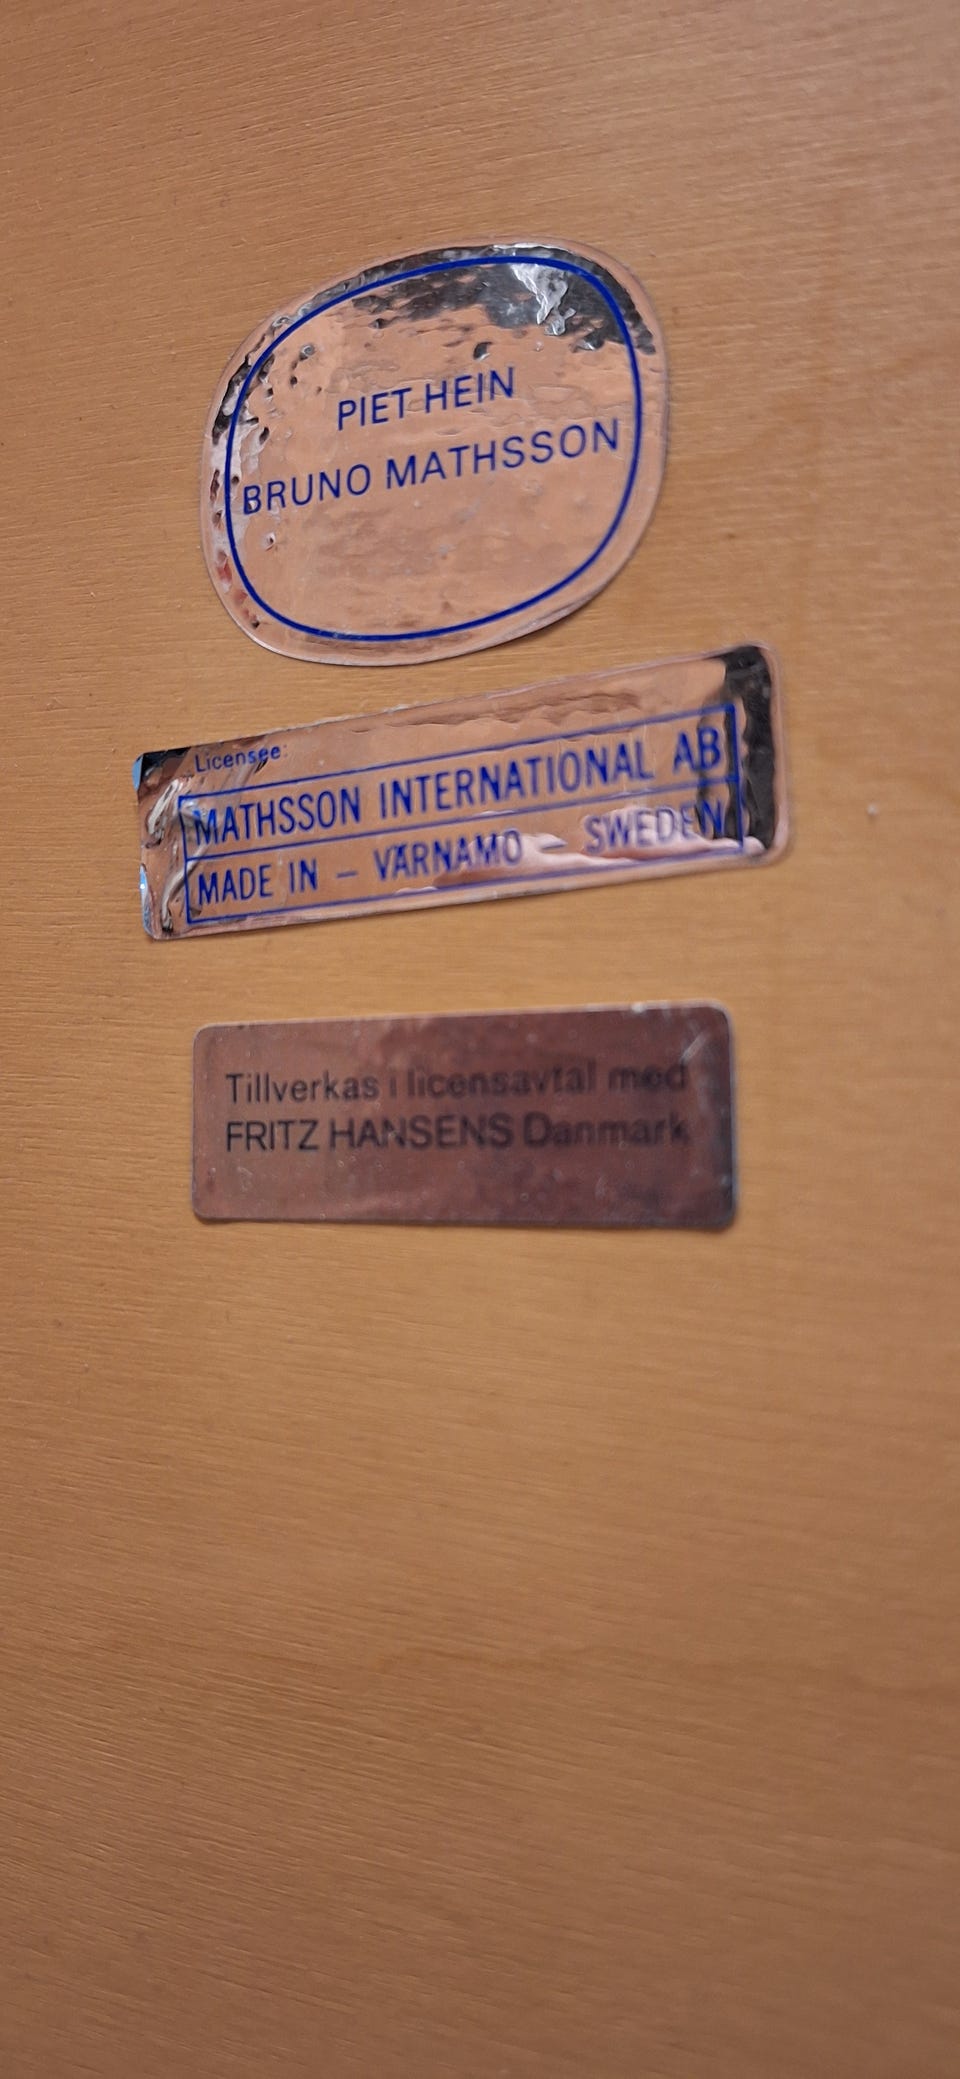 PIET HEIN
BRUNO MATHSSON
Licensee:
MATHSSON INTERNATIONAL AB
MADE IN – VÄRNAMO – SWEDEN
Tillverkas i licensavtal med
FRITZ HANSENS Danmark